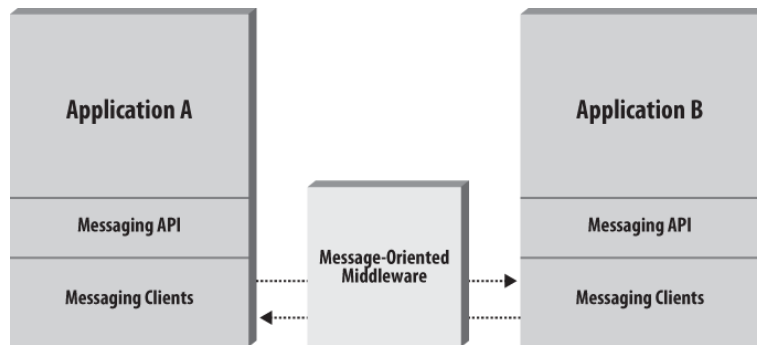 Application A
Messaging API
Messaging Clients
Message-Oriented
Middleware
Application B
Messaging API
Messaging Clients